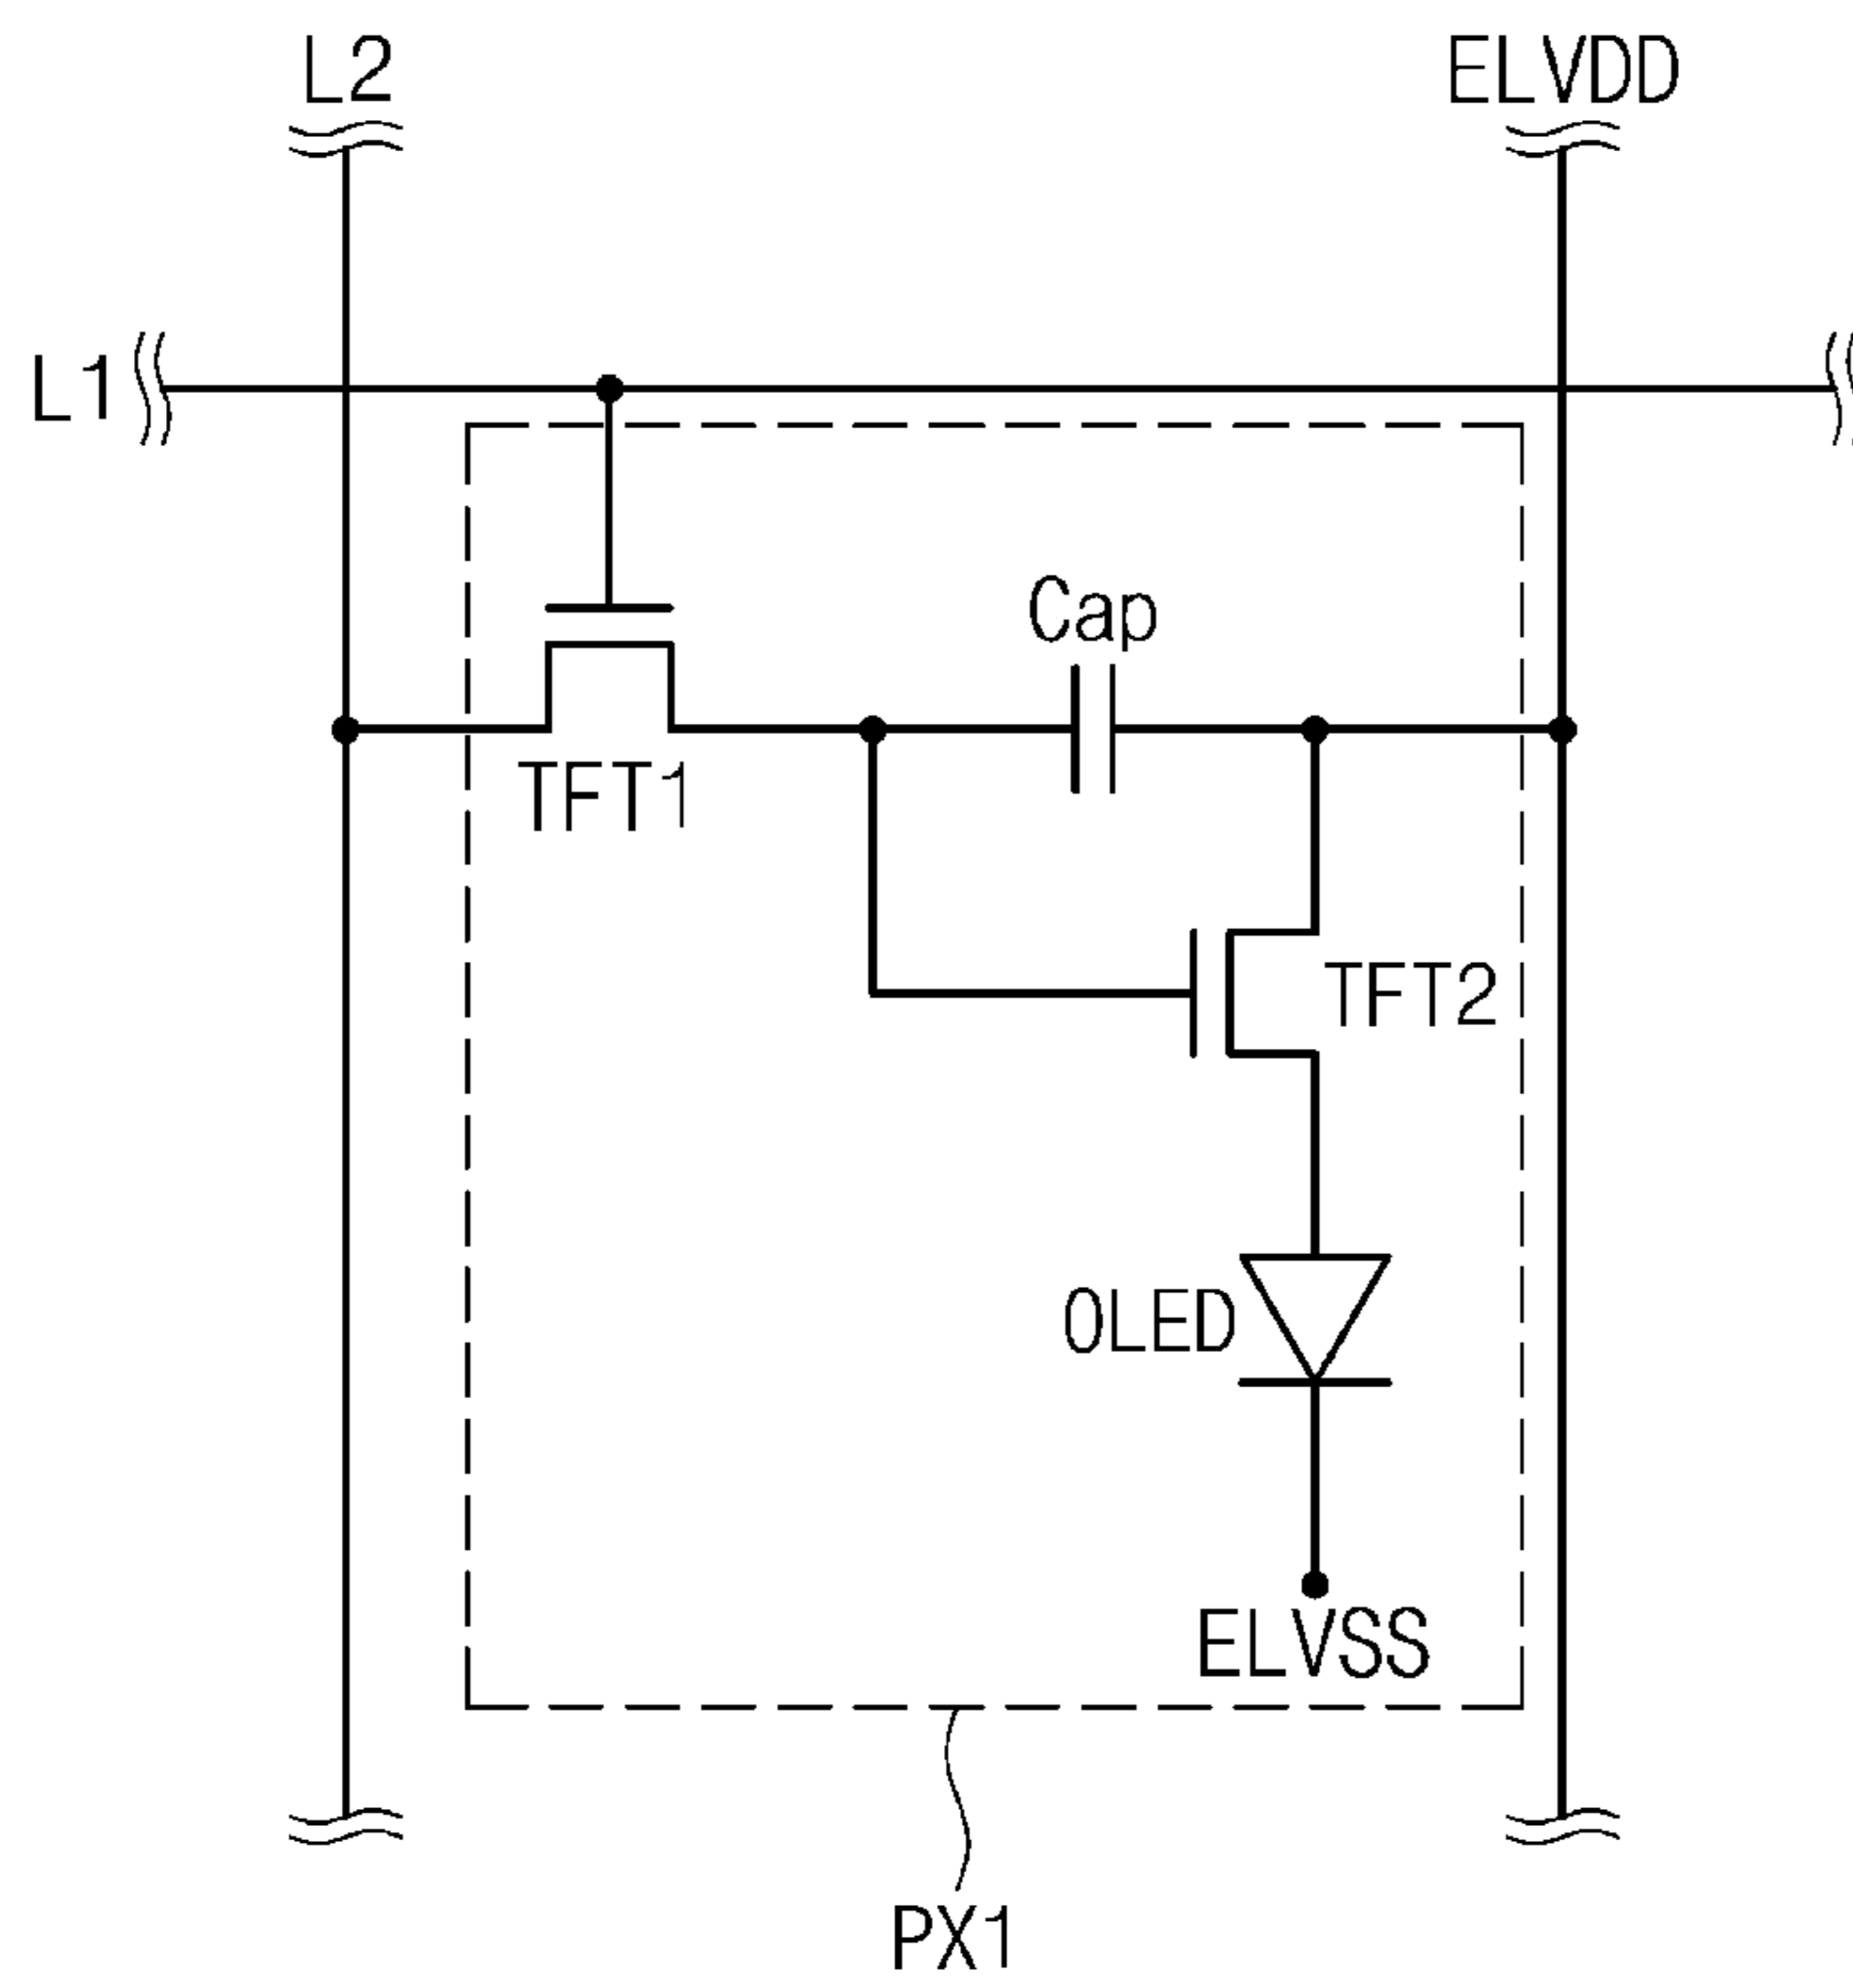 L2
ELVDD
L1
Cap
TFT1
TFT2
OLED
ELVSS
PX1